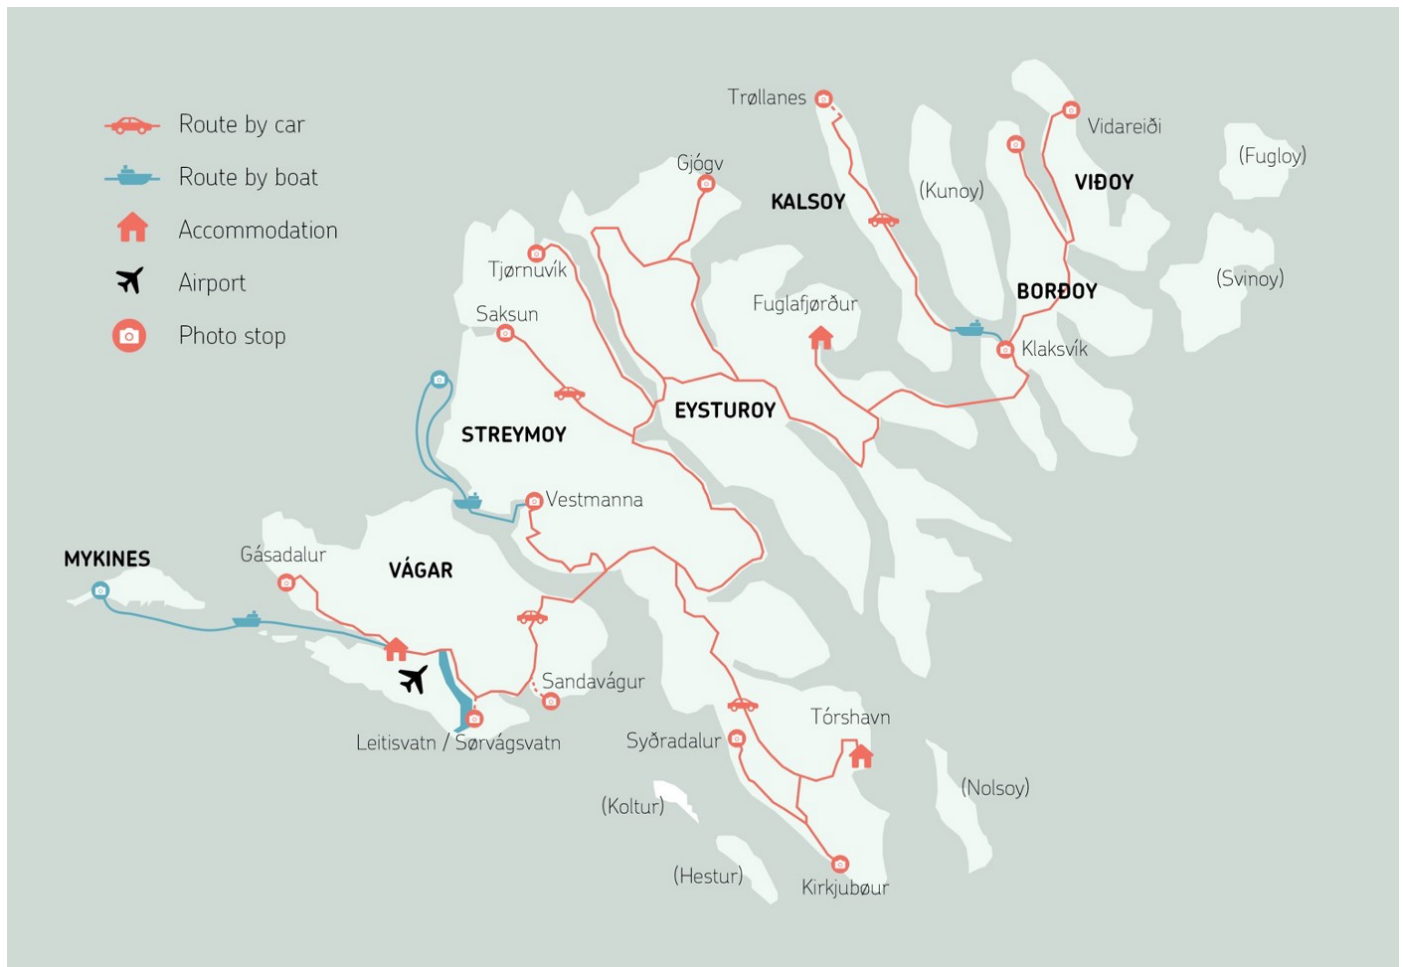 Route by car
Route by boat
Accommodation
Airport
Photo stop
Trøllanes
Vidareiði
(Fugloy)
Gjógv
KALSOY
(Kunoy)
VIÐOY
Tjørnuvík
(Svinoy)
Saksun
Fuglafjørður
BORÐOY
Klaksvík
EYSTUROY
STREYMOY
Vestmanna
MYKINES
Gásadalur
VÁGAR
Sandavágur
Leitisvatn / Sørvágsvatn
Syðradalur
Tórshavn
(Koltur)
(Nolsoy)
(Hestur)
Kirkjubøur